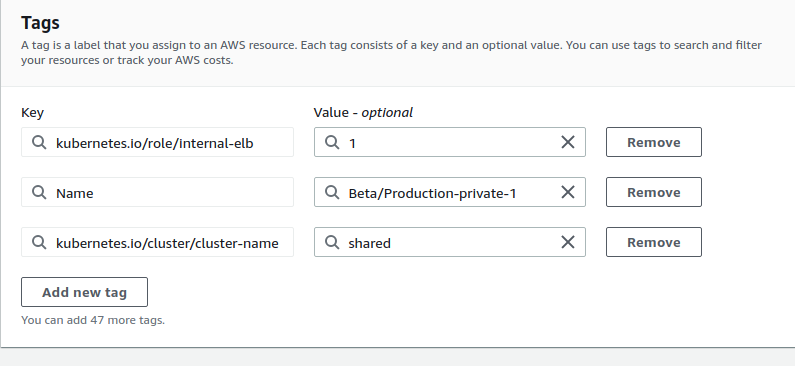 Tags
A tag is a label that you assign to an AWS resource. Each tag consists of a key and an optional value. You can use tags to search and filter
your resources or track your AWS costs.
Key Value - optional
kubernetes.io/role/internal-elb 1 Remove
Name Beta/Production-private-1 Remove
kubernetes.io/cluster/cluster-name shared Remove
Add new tag
You can add 47 more tags.